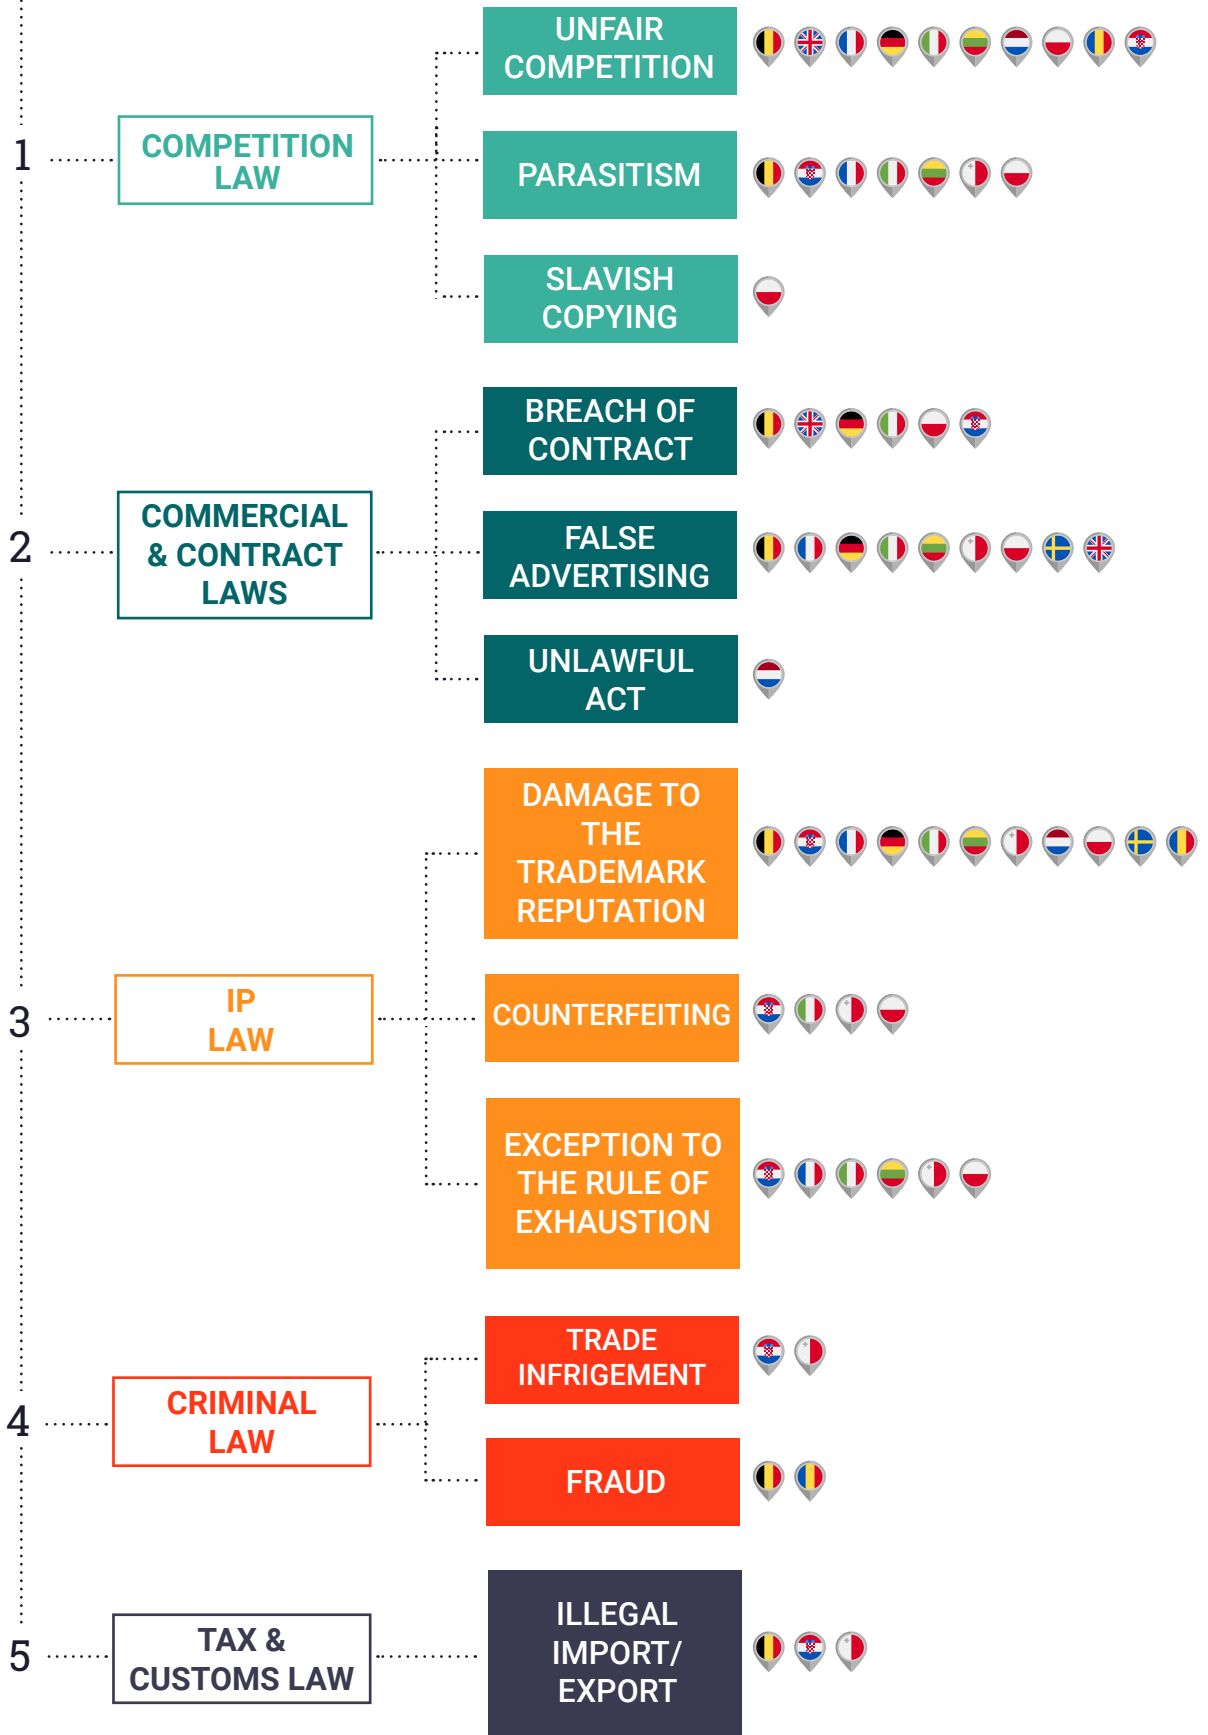 1
COMPETITION
LAW
UNFAIR
COMPETITION
PARASITISM
SLAVISH
COPYING
2
COMMERCIAL
& CONTRACT
LAWS
BREACH OF
CONTRACT
FALSE
ADVERTISING
UNLAWFUL
ACT
3
IP
LAW
DAMAGE TO
THE
TRADEMARK
REPUTATION
COUNTERFEITING
EXCEPTION TO
THE RULE OF
EXHAUSTION
4
CRIMINAL
LAW
TRADE
INFRIGEMENT
FRAUD
5
TAX &
CUSTOMS LAW
ILLEGAL
IMPORT/
EXPORT